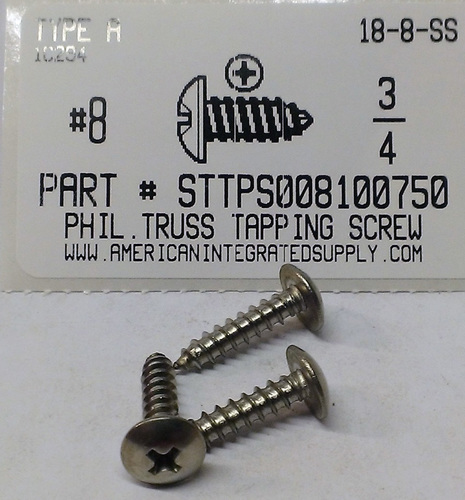 TYPE A
18-8-SS
10204
#8
3
4
PART # STTPS008100750
PHIL.TRUSS TAPPING SCREW
WWW.AMERICANINTEGRATEDSUPPLY.COM